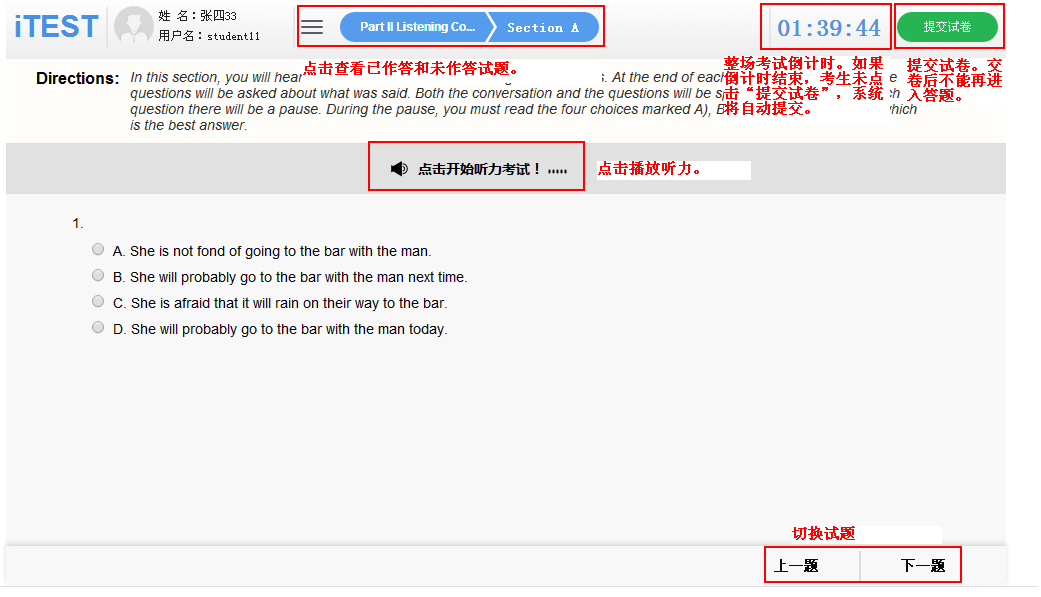 iTEST
姓 名：张四33
用户名：student11
Part II Listening Co...
Section A
01:39:44
提交试卷
点击查看已作答和未作答试题。
整场考试倒计时。如果
倒计时结束，考生未点
击“提交试卷”，系统
将自动提交。
提交试卷。交
卷后不能再进
入答题。
Directions:
In this section, you will hear . At the end of each
questions will be asked about what was said. Both the conversation and the questions will be
question there will be a pause. During the pause, you must read the four choices marked A),
is the best answer.
点击开始听力考试！ .....
点击播放听力。
1.
A. She is not fond of going to the bar with the man.
B. She will probably go to the bar with the man next time.
C. She is afraid that it will rain on their way to the bar.
D. She will probably go to the bar with the man today.
切换试题
上一题
下一题